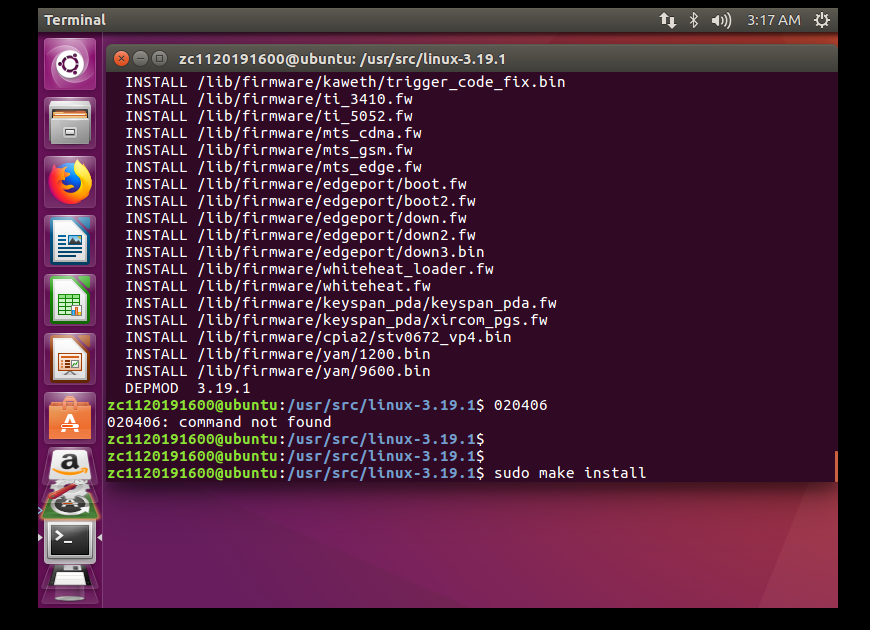 Terminal
3:17 AM
zc1120191600@ubuntu: /usr/src/linux-3.19.1
INSTALL /lib/firmware/kaweth/trigger_code_fix.bin
INSTALL /lib/firmware/ti_3410.fw
INSTALL /lib/firmware/ti_5052.fw
INSTALL /lib/firmware/mts_cdma.fw
INSTALL /lib/firmware/mts_gsm.fw
INSTALL /lib/firmware/mts_edge.fw
INSTALL /lib/firmware/edgeport/boot.fw
INSTALL /lib/firmware/edgeport/boot2.fw
INSTALL /lib/firmware/edgeport/down.fw
INSTALL /lib/firmware/edgeport/down2.fw
INSTALL /lib/firmware/edgeport/down3.bin
INSTALL /lib/firmware/whiteheat_loader.fw
INSTALL /lib/firmware/whiteheat.fw
INSTALL /lib/firmware/keyspan_pda/keyspan_pda.fw
INSTALL /lib/firmware/keyspan_pda/xircom_pgs.fw
INSTALL /lib/firmware/cpia2/stv0672_vp4.bin
INSTALL /lib/firmware/yam/1200.bin
INSTALL /lib/firmware/yam/9600.bin
DEPMOD  3.19.1
zc1120191600@ubuntu:/usr/src/linux-3.19.1$ 020406
020406: command not found
zc1120191600@ubuntu:/usr/src/linux-3.19.1$
zc1120191600@ubuntu:/usr/src/linux-3.19.1$
zc1120191600@ubuntu:/usr/src/linux-3.19.1$ sudo make install